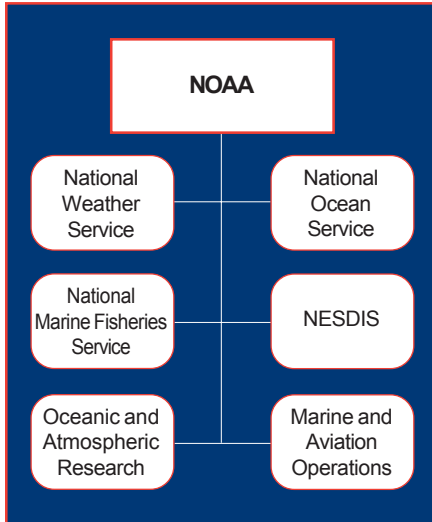 NOAA
National
Weather
Service
National
Ocean
Service
National
Marine Fisheries
Service
NESDIS
Oceanic and
Atmospheric
Research
Marine and
Aviation
Operations